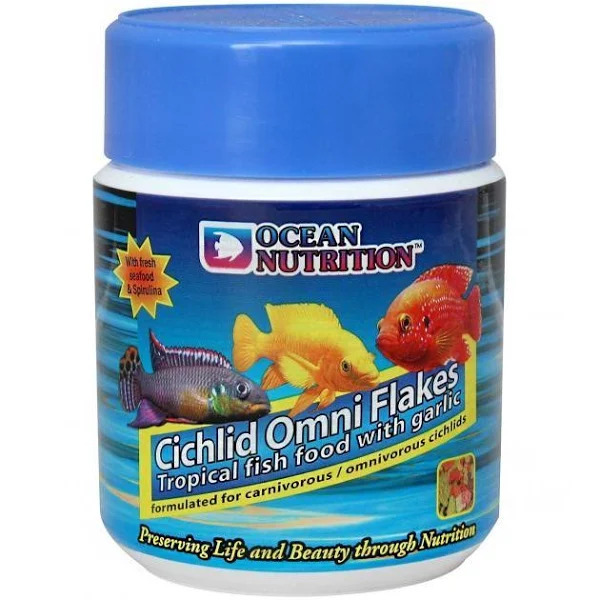 OCEAN
NUTRITION™
With fresh
seafood
& Spirulina
Cichlid Omni Flakes
Tropical fish food with garlic
formulated for carnivorous / omnivorous cichlids
Preserving Life and Beauty through Nutrition